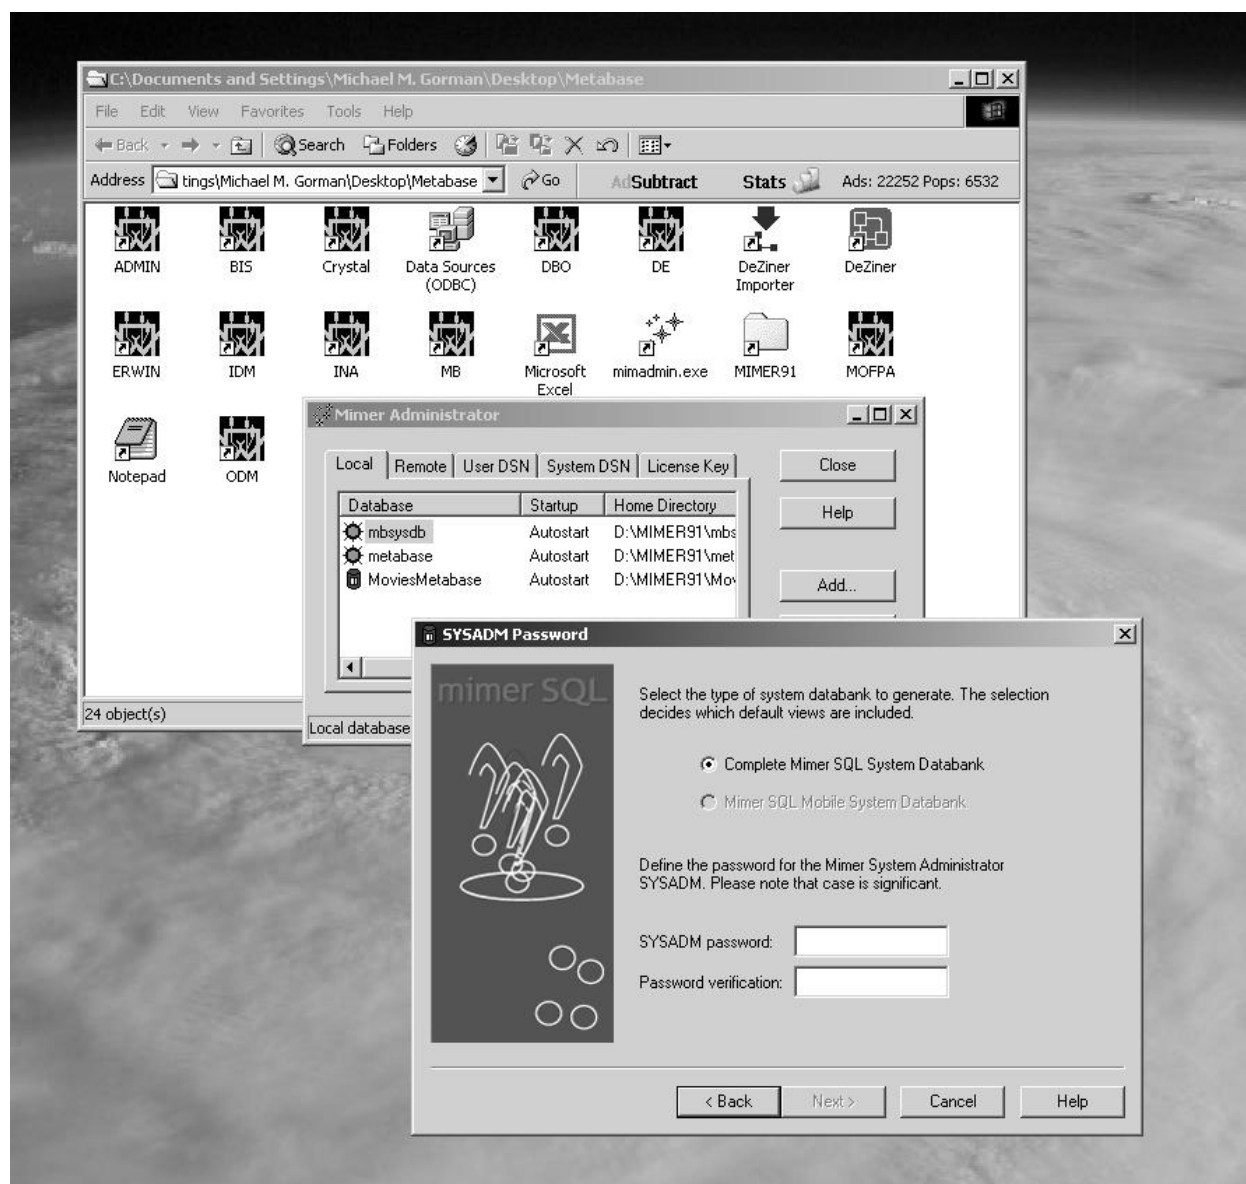 C:\Documents and Settings\Michael M. Gorman\Desktop\Metabase
File Edit View Favorites Tools Help
Back Search Folders
Address tings\Michael M. Gorman\Desktop\Metabase Go AdSubtract Stats Ads: 22252 Pops: 6532
ADMIN BIS Crystal Data Sources (ODBC) DBO DE DeZiner Importer DeZiner
ERWIN IDM INA MB Microsoft Excel mimadmin.exe MIMER91 MOFPA
Notepad ODM
24 object(s)
Mimer Administrator
Local Remote User DSN System DSN License Key
Close
Help
Add...
Database Startup Home Directory
mbsysdb Autostart D:\MIMER91\mbs
metabase Autostart D:\MIMER91\met
MoviesMetabase Autostart D:\MIMER91\Mov
Local database
SYSADM Password
mimer SQL
Select the type of system databank to generate. The selection
decides which default views are included.
Complete Mimer SQL System Databank
Mimer SQL Mobile System Databank
Define the password for the Mimer System Administrator
SYSADM. Please note that case is significant.
SYSADM password:
Password verification:
< Back Next > Cancel Help